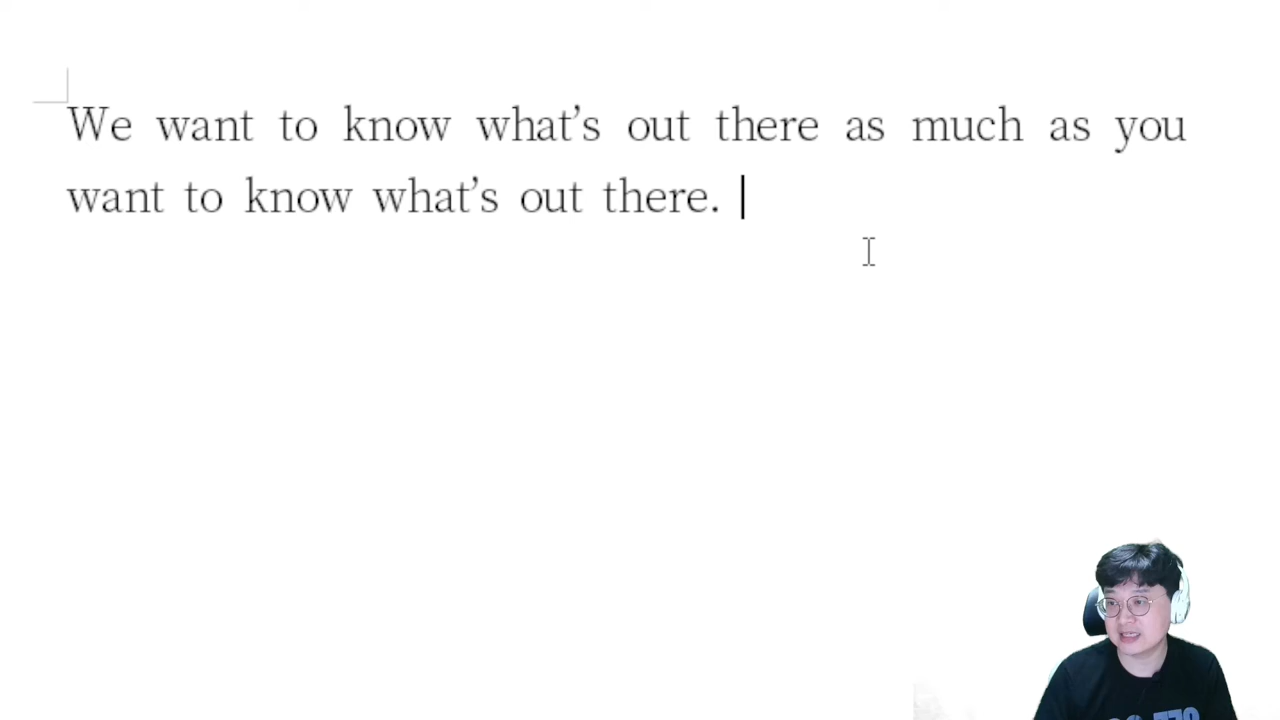 We want to know what’s out there as much as you
want to know what’s out there.